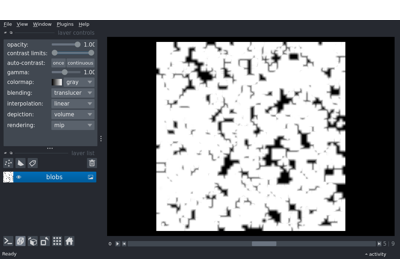 File View Window Plugins Help
layer controls
opacity: 1.00
contrast limits:
auto-contrast: once continuous
gamma: 1.00
colormap: gray
blending: translucent
interpolation: linear
depiction: volume
rendering: mip
layer list
blobs
Ready
activity